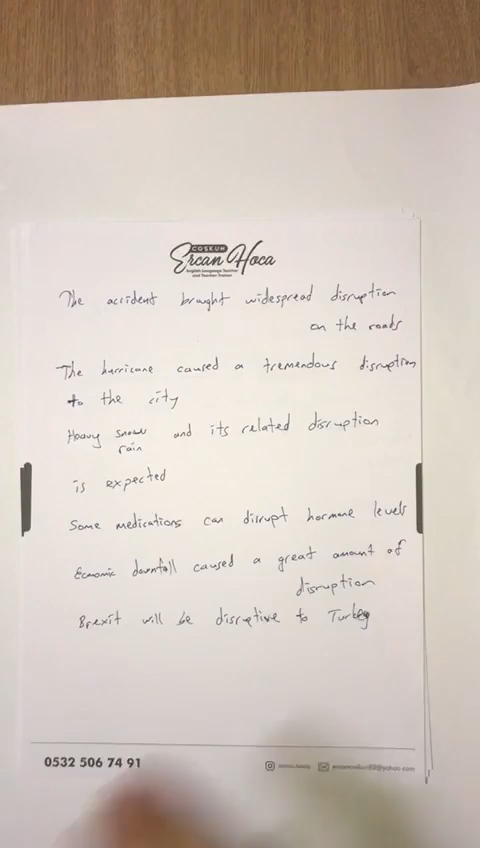 COSKUN
Ercan Hoca
English Language Teacher
and Teacher Trainer
The accident brought widespread disruption
on the roads
The hurricane caused a tremendous disruption
to the city
Heavy snow and its related disruption
rain
is expected
Some medications can disrupt hormone levels
Economic downfall caused a great amount of
disruption
Brexit will be disruptive to Turkey
0532 506 74 91